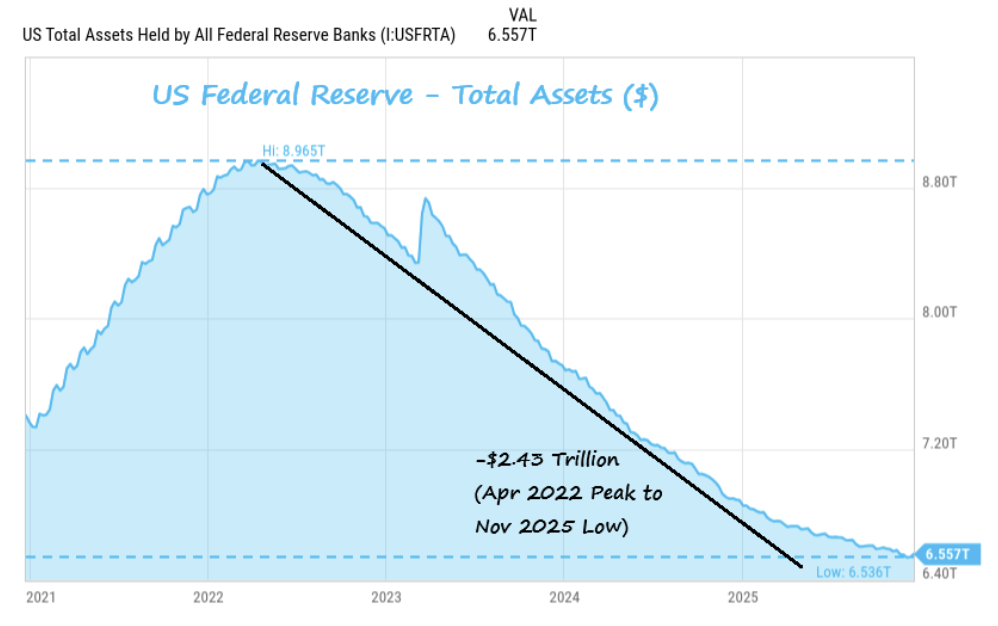 VAL
US Total Assets Held by All Federal Reserve Banks (I:USFRTA) 6.557T
US Federal Reserve - Total Assets ($)
Hi: 8.965T
8.80T
8.00T
7.20T
-$2.43 Trillion
(Apr 2022 Peak to
Nov 2025 Low)
6.557T
Low: 6.536T
6.40T
2021 2022 2023 2024 2025